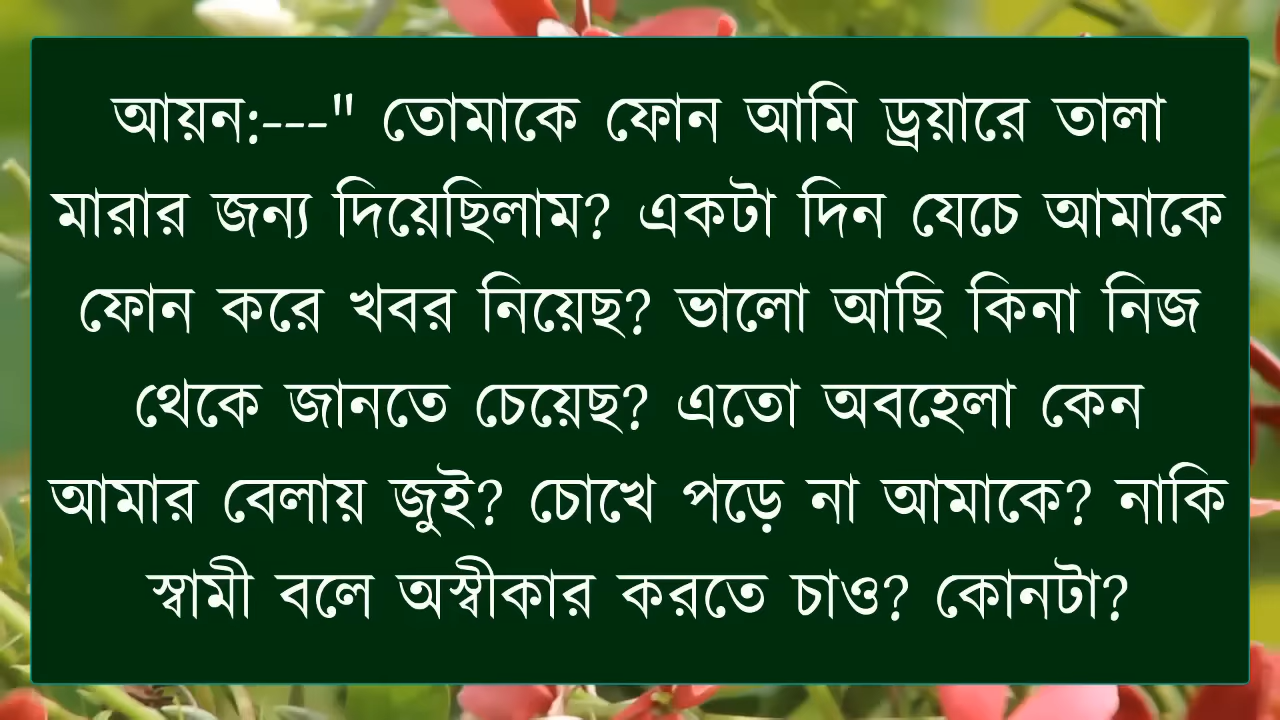 আয়ন:---" তোমাকে ফোন আমি ড্রয়ারে তালা
মারার জন্য দিয়েছিলাম? একটা দিন যেচে আমাকে
ফোন করে খবর নিয়েছ? ভালো আছি কিনা নিজ
থেকে জানতে চেয়েছ? এতো অবহেলা কেন
আমার বেলায় জুই? চোখে পড়ে না আমাকে? নাকি
স্বামী বলে অস্বীকার করতে চাও? কোনটা?